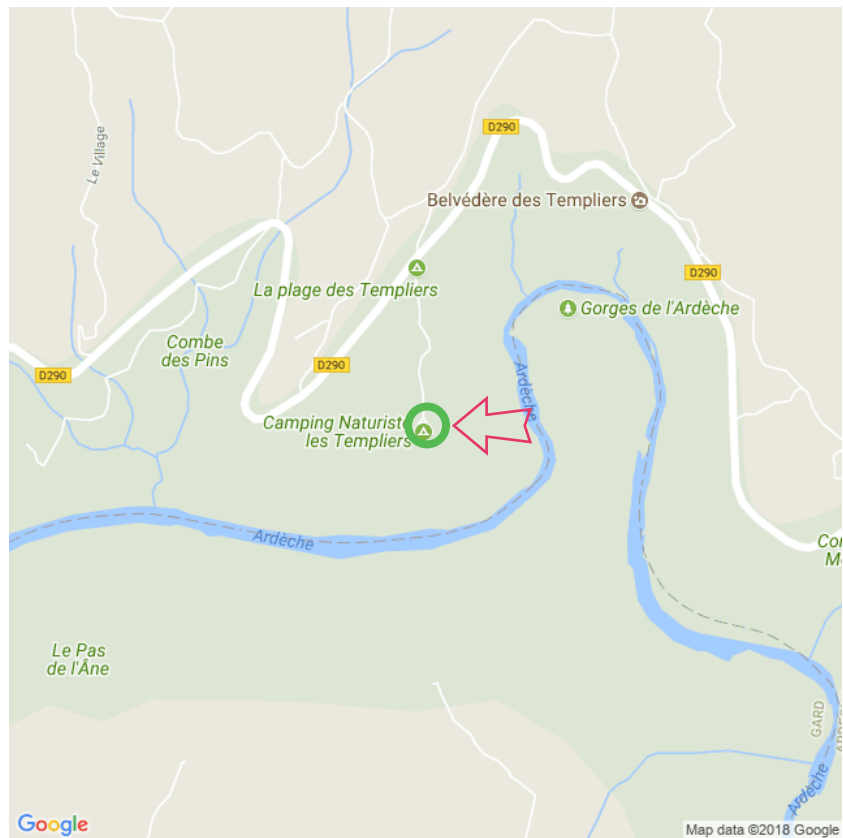 D290
Le Village
Belvédère des Templiers
D290
La plage des Templiers
Gorges de l'Ardèche
Combe
des Pins
D290
D290
Ardèche
Camping Naturiste
les Templiers
Ardèche
Le Pas
de l'Âne
GARD
Ardèche
Google
Map data ©2018 Google